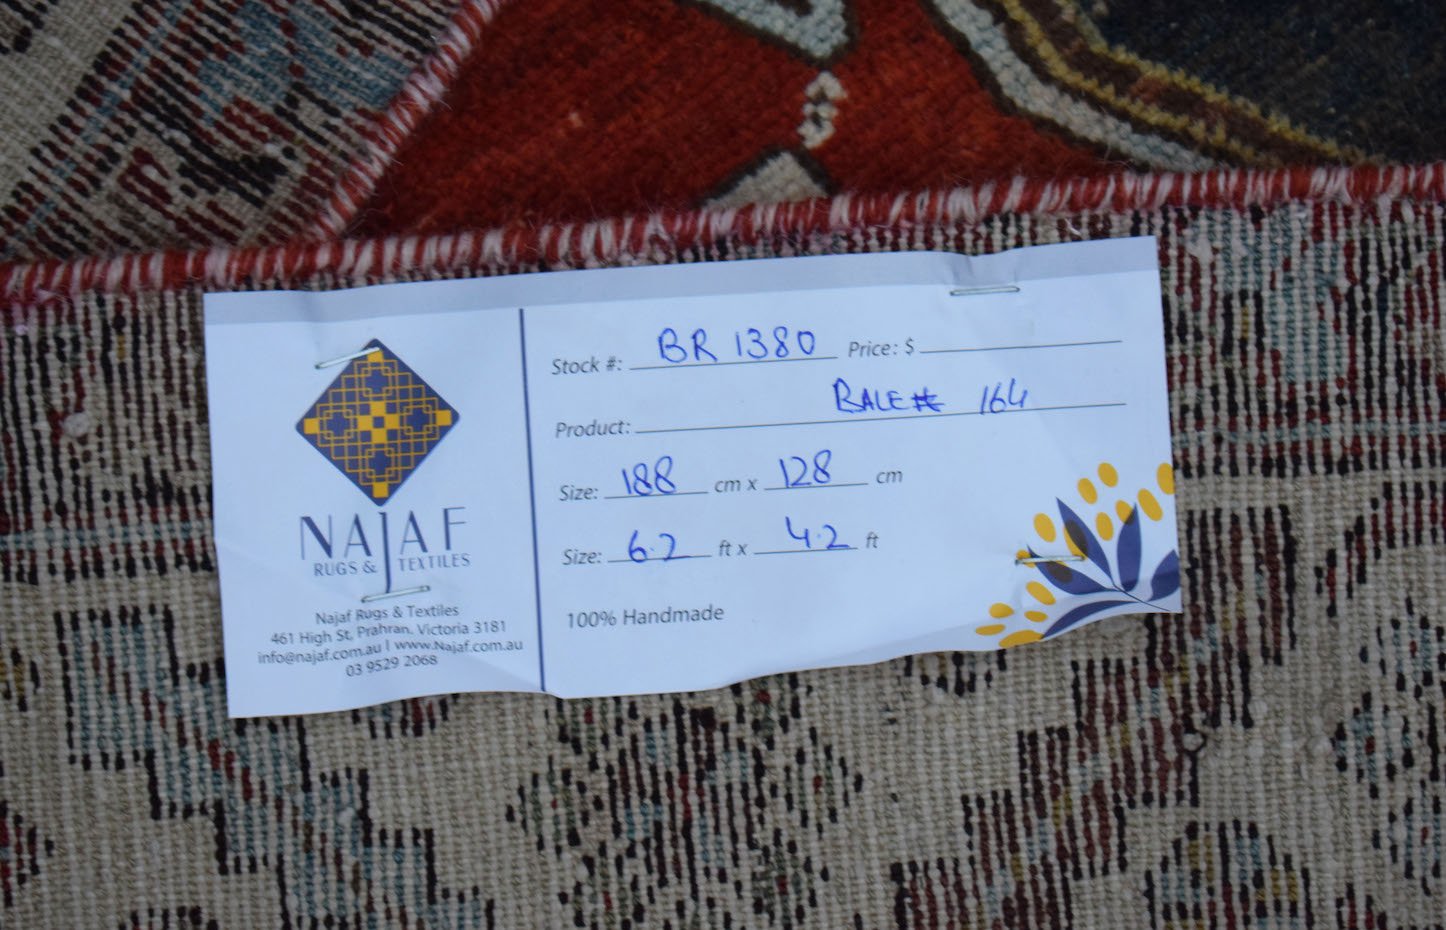 Stock #: BR 1380 Price: $
Product: BALE# 164
Size: 188 cm x 128 cm
Size: 6.2 ft x 4.2 ft
100% Handmade
NAJAF
RUGS & TEXTILES
Najaf Rugs & Textiles
461 High St, Prahran, Victoria 3181
info@najaf.com.au | www.Najaf.com.au
03 9529 2068